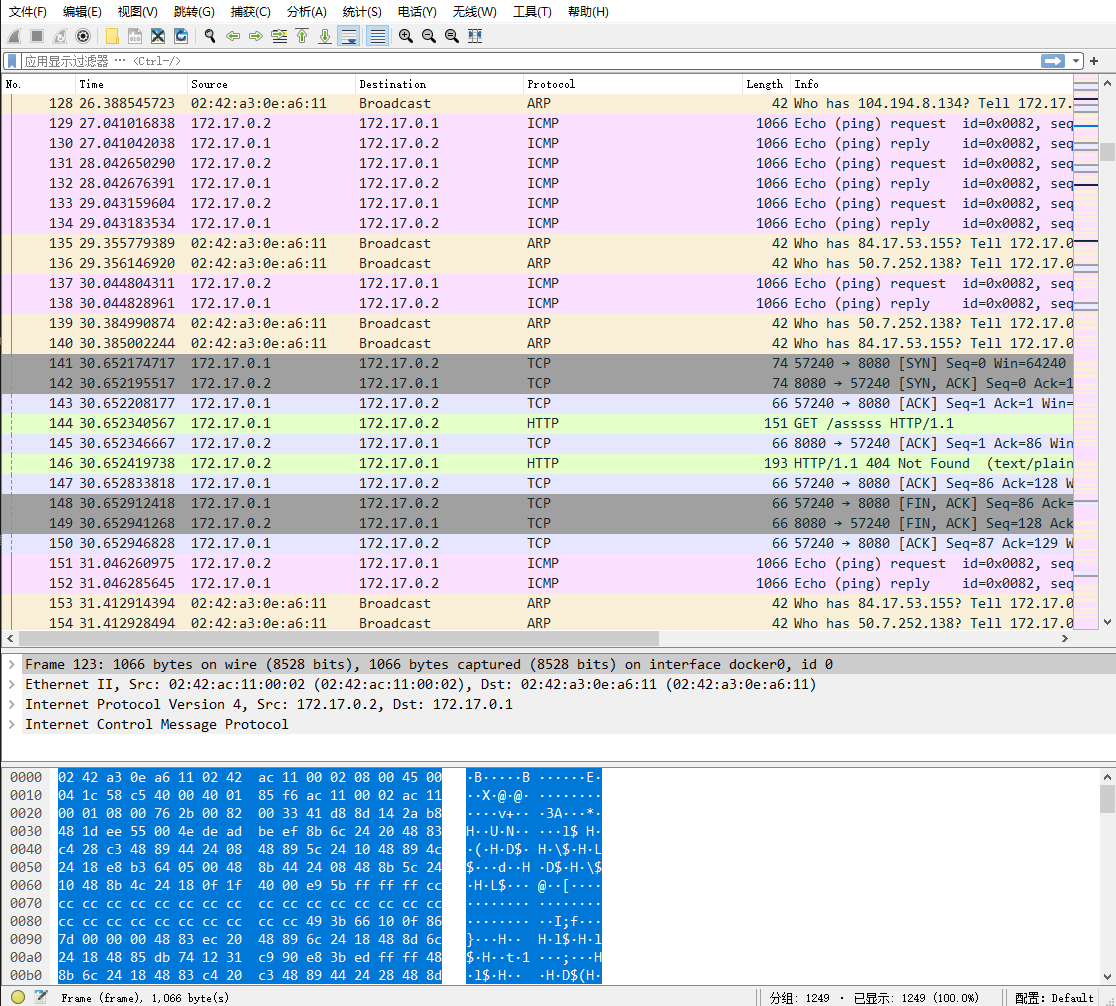 文件(F) 编辑(E) 视图(V) 跳转(G) 捕获(C) 分析(A) 统计(S) 电话(Y) 无线(W) 工具(T) 帮助(H)
应用显示过滤器 … <Ctrl-/>
No. Time Source Destination Protocol Length Info
128 26.388545723 02:42:a3:0e:a6:11 Broadcast ARP 42 Who has 104.194.8.134? Tell 172.17.
129 27.041016838 172.17.0.2 172.17.0.1 ICMP 1066 Echo (ping) request id=0x0082, seq
130 27.041042038 172.17.0.1 172.17.0.2 ICMP 1066 Echo (ping) reply id=0x0082, seq
131 28.042650290 172.17.0.2 172.17.0.1 ICMP 1066 Echo (ping) request id=0x0082, seq
132 28.042676391 172.17.0.1 172.17.0.2 ICMP 1066 Echo (ping) reply id=0x0082, seq
133 29.043159604 172.17.0.2 172.17.0.1 ICMP 1066 Echo (ping) request id=0x0082, seq
134 29.043183534 172.17.0.1 172.17.0.2 ICMP 1066 Echo (ping) reply id=0x0082, seq
135 29.355779389 02:42:a3:0e:a6:11 Broadcast ARP 42 Who has 84.17.53.155? Tell 172.17.0
136 29.356146920 02:42:a3:0e:a6:11 Broadcast ARP 42 Who has 50.7.252.138? Tell 172.17.0
137 30.044804311 172.17.0.2 172.17.0.1 ICMP 1066 Echo (ping) request id=0x0082, seq
138 30.044828961 172.17.0.1 172.17.0.2 ICMP 1066 Echo (ping) reply id=0x0082, seq
139 30.384990874 02:42:a3:0e:a6:11 Broadcast ARP 42 Who has 50.7.252.138? Tell 172.17.0
140 30.385002244 02:42:a3:0e:a6:11 Broadcast ARP 42 Who has 84.17.53.155? Tell 172.17.0
141 30.652174717 172.17.0.1 172.17.0.2 TCP 74 57240 → 8080 [SYN] Seq=0 Win=64240
142 30.652195517 172.17.0.2 172.17.0.1 TCP 74 8080 → 57240 [SYN, ACK] Seq=0 Ack=1
143 30.652208177 172.17.0.1 172.17.0.2 TCP 66 57240 → 8080 [ACK] Seq=1 Ack=1 Win=
144 30.652340567 172.17.0.1 172.17.0.2 HTTP 151 GET /asssss HTTP/1.1
145 30.652346667 172.17.0.2 172.17.0.1 TCP 66 8080 → 57240 [ACK] Seq=1 Ack=86 Win
146 30.652419738 172.17.0.2 172.17.0.1 HTTP 193 HTTP/1.1 404 Not Found (text/plain
147 30.652833818 172.17.0.1 172.17.0.2 TCP 66 57240 → 8080 [ACK] Seq=86 Ack=128 W
148 30.652912418 172.17.0.1 172.17.0.2 TCP 66 57240 → 8080 [FIN, ACK] Seq=86 Ack=
149 30.652941268 172.17.0.2 172.17.0.1 TCP 66 8080 → 57240 [FIN, ACK] Seq=128 Ack
150 30.652946828 172.17.0.1 172.17.0.2 TCP 66 57240 → 8080 [ACK] Seq=87 Ack=129 W
151 31.046260975 172.17.0.2 172.17.0.1 ICMP 1066 Echo (ping) request id=0x0082, seq
152 31.046285645 172.17.0.1 172.17.0.2 ICMP 1066 Echo (ping) reply id=0x0082, seq
153 31.412914394 02:42:a3:0e:a6:11 Broadcast ARP 42 Who has 84.17.53.155? Tell 172.17.0
154 31.412928494 02:42:a3:0e:a6:11 Broadcast ARP 42 Who has 50.7.252.138? Tell 172.17.0
Frame 123: 1066 bytes on wire (8528 bits), 1066 bytes captured (8528 bits) on interface docker0, id 0
Ethernet II, Src: 02:42:ac:11:00:02 (02:42:ac:11:00:02), Dst: 02:42:a3:0e:a6:11 (02:42:a3:0e:a6:11)
Internet Protocol Version 4, Src: 172.17.0.2, Dst: 172.17.0.1
Internet Control Message Protocol
0000 02 42 a3 0e a6 11 02 42 ac 11 00 02 08 00 45 00 ·B·····B ······E·
0010 04 1c 58 c5 40 00 40 01 85 f6 ac 11 00 02 ac 11 ··X·@·@· ········
0020 00 01 08 00 76 2b 00 82 00 33 41 d8 8d 14 2a b8 ····v+·· ·3A···*·
0030 48 1d ee 55 00 4e de ad be ef 8b 6c 24 20 48 83 H··U·N·· ···l$ H·
0040 c4 28 c3 48 89 44 24 08 48 89 5c 24 10 48 89 4c ·(·H·D$· H·\$·H·L
0050 24 18 e8 b3 64 05 00 48 8b 44 24 08 48 8b 5c 24 $···d··H ·D$·H·\$
0060 10 48 8b 4c 24 18 0f 1f 40 00 e9 5b ff ff ff cc ·H·L$··· @··[····
0070 cc cc cc cc cc cc cc cc cc cc cc cc cc cc cc cc ········ ········
0080 cc cc cc cc cc cc cc cc cc cc 49 3b 66 10 0f 86 ········ ··I;f···
0090 7d 00 00 00 48 83 ec 20 48 89 6c 24 18 48 8d 6c }···H·· H·l$·H·l
00a0 24 18 48 85 db 74 12 31 c9 90 e8 3b ed ff ff 48 $·H··t·1 ···;···H
00b0 8b 6c 24 18 48 83 c4 20 c3 48 89 44 24 28 48 8d ·l$·H·· ·H·D$(H·
Frame (frame), 1,066 byte(s) 分组: 1249 · 已显示: 1249 (100.0%) 配置: Default